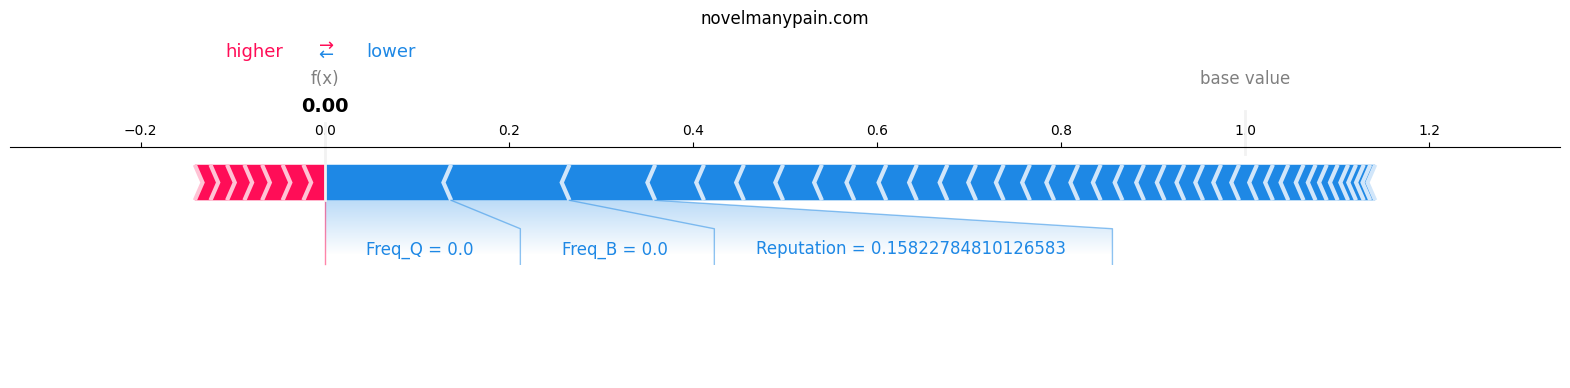 novelmanypain.com
higher → ← lower
f(x) base value
0.00
−0.2 0 0 0.2 0.4 0.6 0.8 1 0 1.2
Freq_Q = 0.0 Freq_B = 0.0 Reputation = 0.15822784810126583